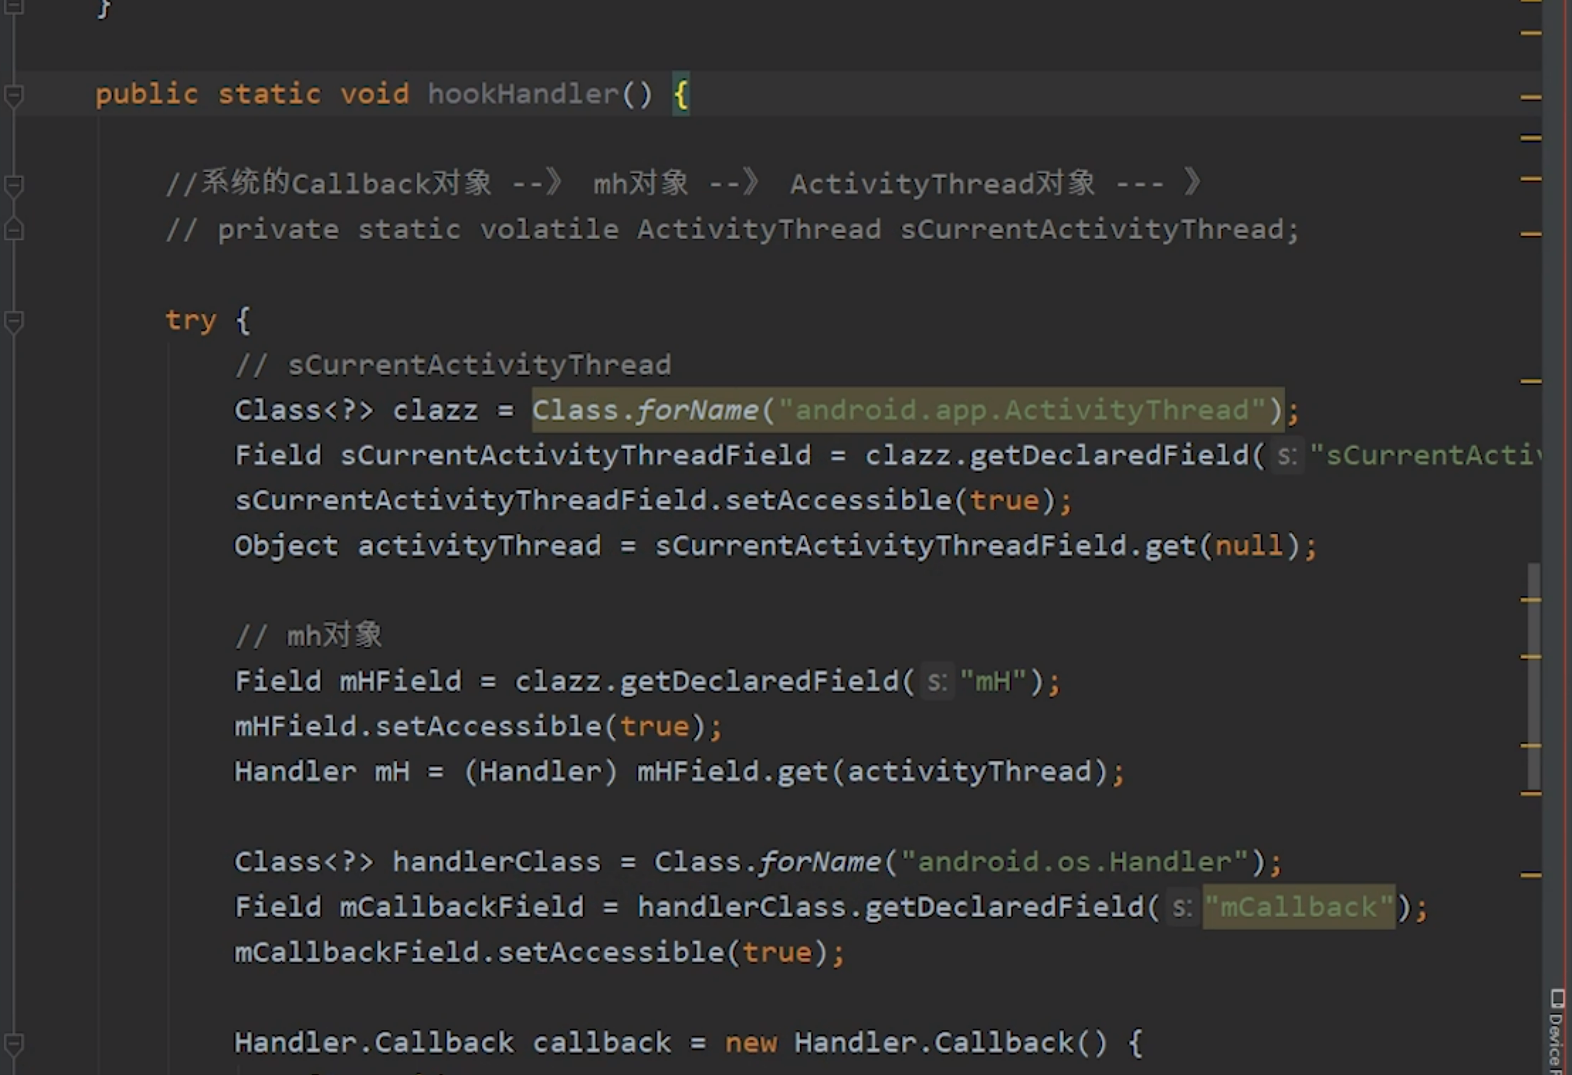 }
public static void hookHandler() {
//系统的Callback对象 --》 mh对象 --》 ActivityThread对象 --- 》
// private static volatile ActivityThread sCurrentActivityThread;
try {
// sCurrentActivityThread
Class<?> clazz = Class.forName("android.app.ActivityThread");
Field sCurrentActivityThreadField = clazz.getDeclaredField( s: "sCurrentActiv
sCurrentActivityThreadField.setAccessible(true);
Object activityThread = sCurrentActivityThreadField.get(null);
// mh对象
Field mHField = clazz.getDeclaredField( s: "mH");
mHField.setAccessible(true);
Handler mH = (Handler) mHField.get(activityThread);
Class<?> handlerClass = Class.forName("android.os.Handler");
Field mCallbackField = handlerClass.getDeclaredField( s: "mCallback");
mCallbackField.setAccessible(true);
Handler.Callback callback = new Handler.Callback() {
Device F